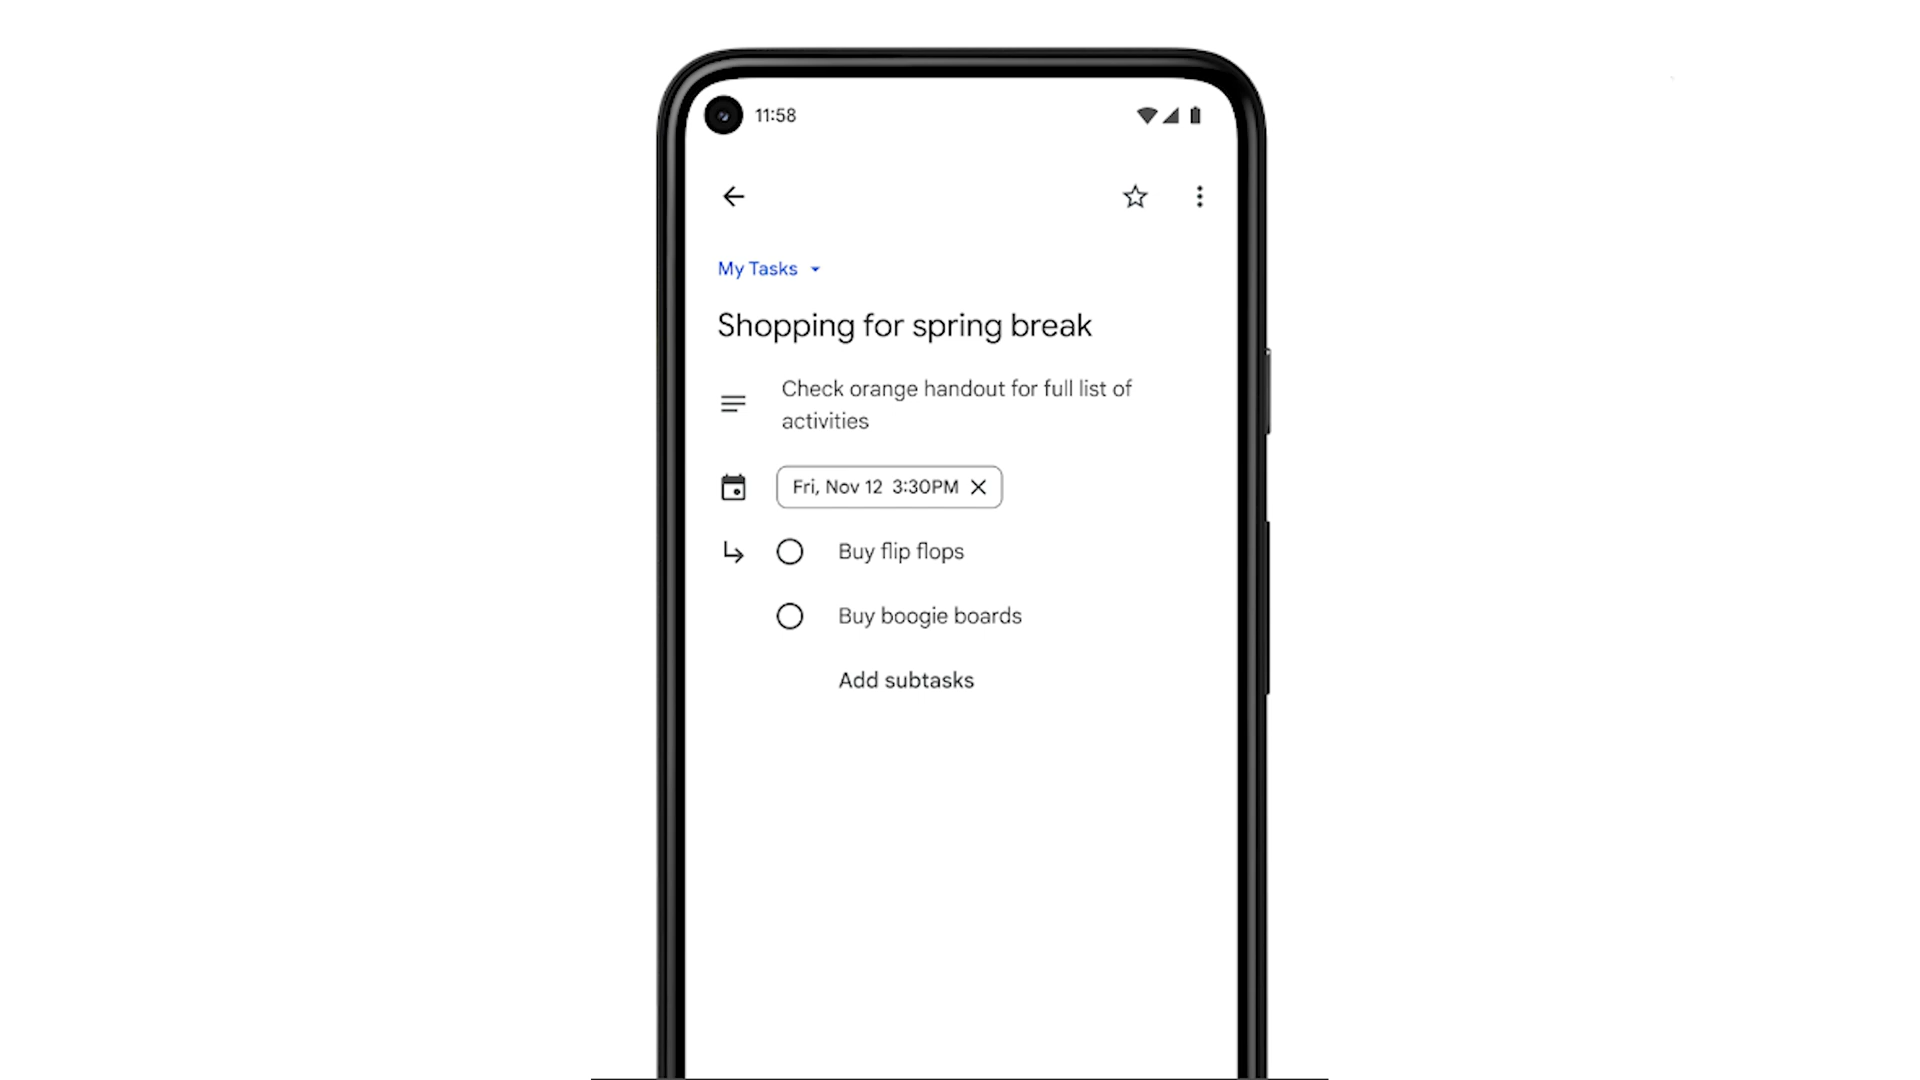 11:58
My Tasks
Shopping for spring break
Check orange handout for full list of
activities
Fri, Nov 12 3:30PM
Buy flip flops
Buy boogie boards
Add subtasks